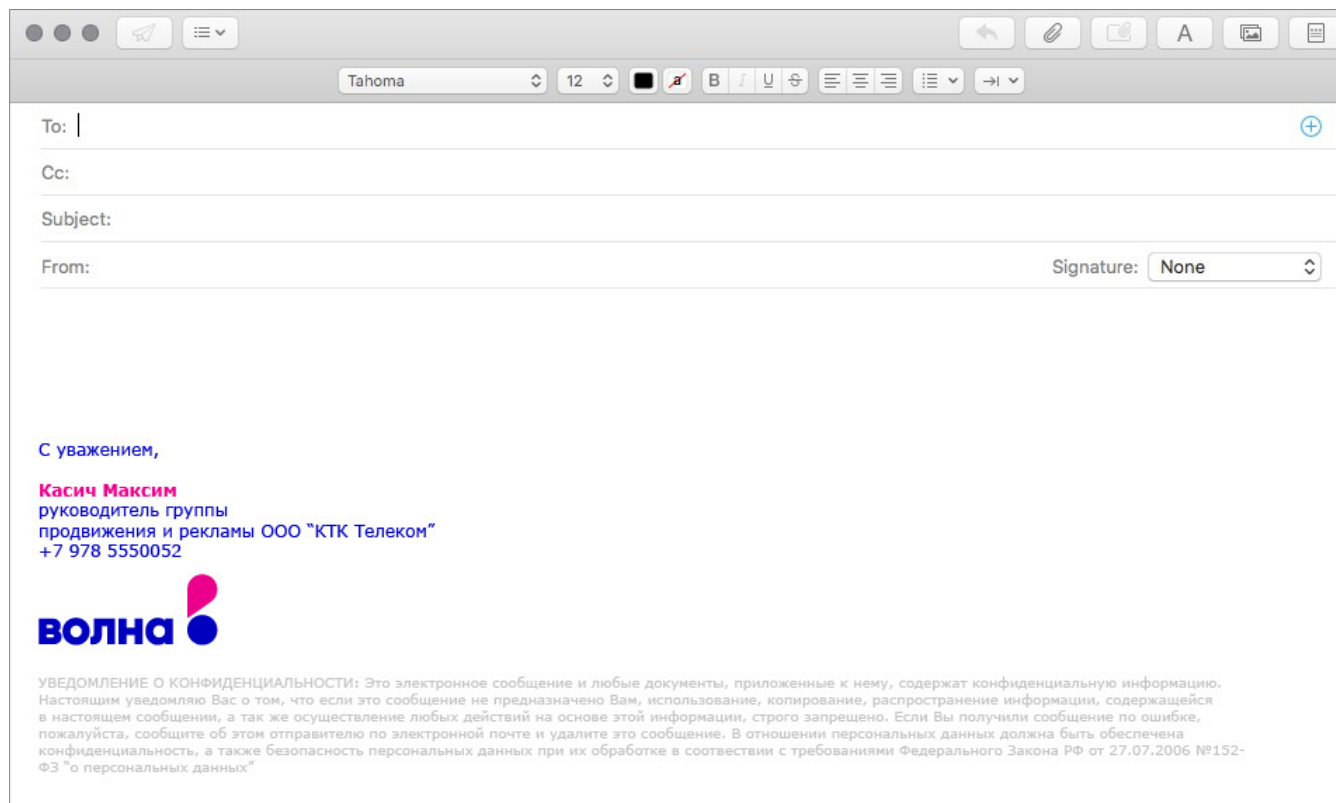 Tahoma 12 a B I U S
A
To:
Cc:
Subject:
From:
Signature: None
С уважением,
Касич Максим
руководитель группы
продвижения и рекламы ООО “КТК Телеком”
+7 978 5550052
волна
УВЕДОМЛЕНИЕ О КОНФИДЕНЦИАЛЬНОСТИ: Это электронное сообщение и любые документы, приложенные к нему, содержат конфиденциальную информацию.
Настоящим уведомляю Вас о том, что если это сообщение не предназначено Вам, использование, копирование, распространение информации, содержащейся
в настоящем сообщении, а так же осуществление любых действий на основе этой информации, строго запрещено. Если Вы получили сообщение по ошибке,
пожалуйста, сообщите об этом отправителю по электронной почте и удалите это сообщение. В отношении персональных данных должна быть обеспечена
конфиденциальность, а также безопасность персональных данных при их обработке в соотвествии с требованиями Федерального Закона РФ от 27.07.2006 №152-
ФЗ “о персональных данных”